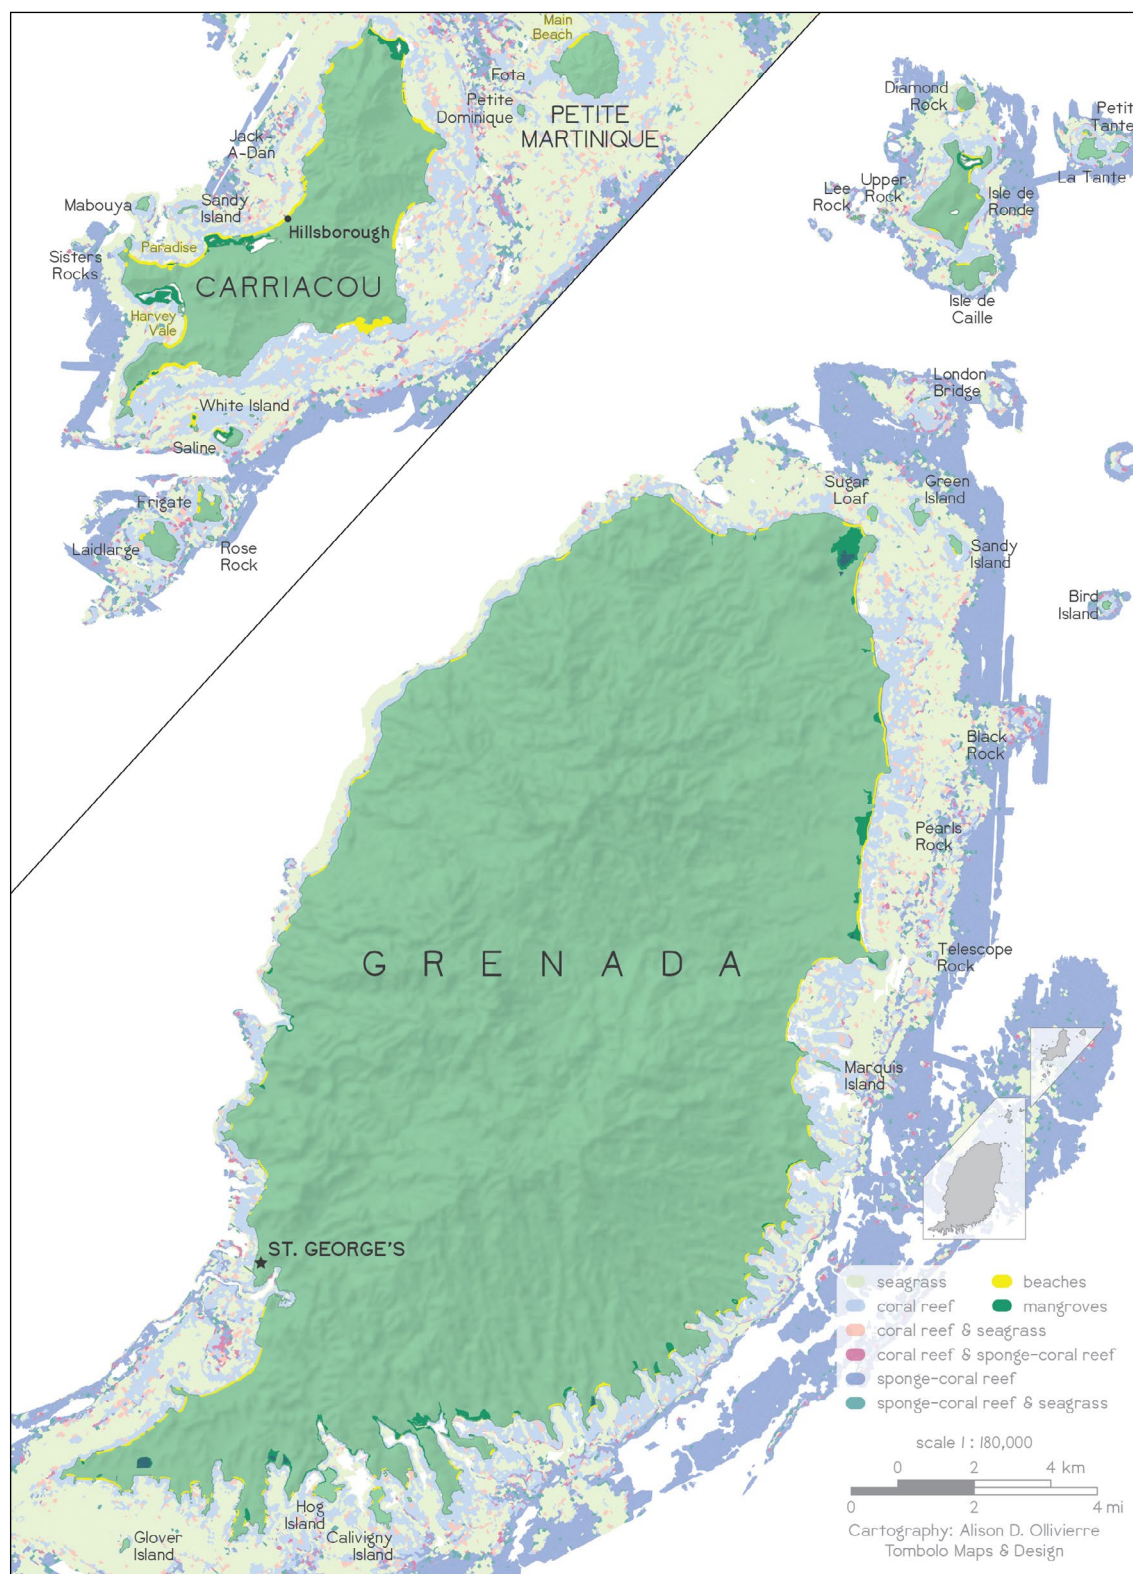 Main
Beach
Fota
Petite
Dominique
PETITE
MARTINIQUE
Diamond
Rock
Petit
Tante
La Tante
Jack-
A-Dan
Mabouya
Sandy
Island
Hillsborough
Paradise
Sisters
Rocks
CARRIACOU
Harvey
Vale
Lee
Rock
Upper
Rock
Isle de
Ronde
Isle de
Caille
White Island
Saline
London
Bridge
Frigate
Laidlarge
Rose
Rock
Sugar
Loaf
Green
Island
Sandy
Island
Bird
Island
Black
Rock
Pearls
Rock
GRENADA
Telescope
Rock
Marquis
Island
ST. GEORGE'S
seagrass
beaches
coral reef
mangroves
coral reef & seagrass
coral reef & sponge-coral reef
sponge-coral reef
sponge-coral reef & seagrass
scale 1 : 180,000
0 2 4 km
0 2 4 mi
Hog
Island
Calivigny
Island
Glover
Island
Cartography: Alison D. Ollivierre
Tombolo Maps & Design